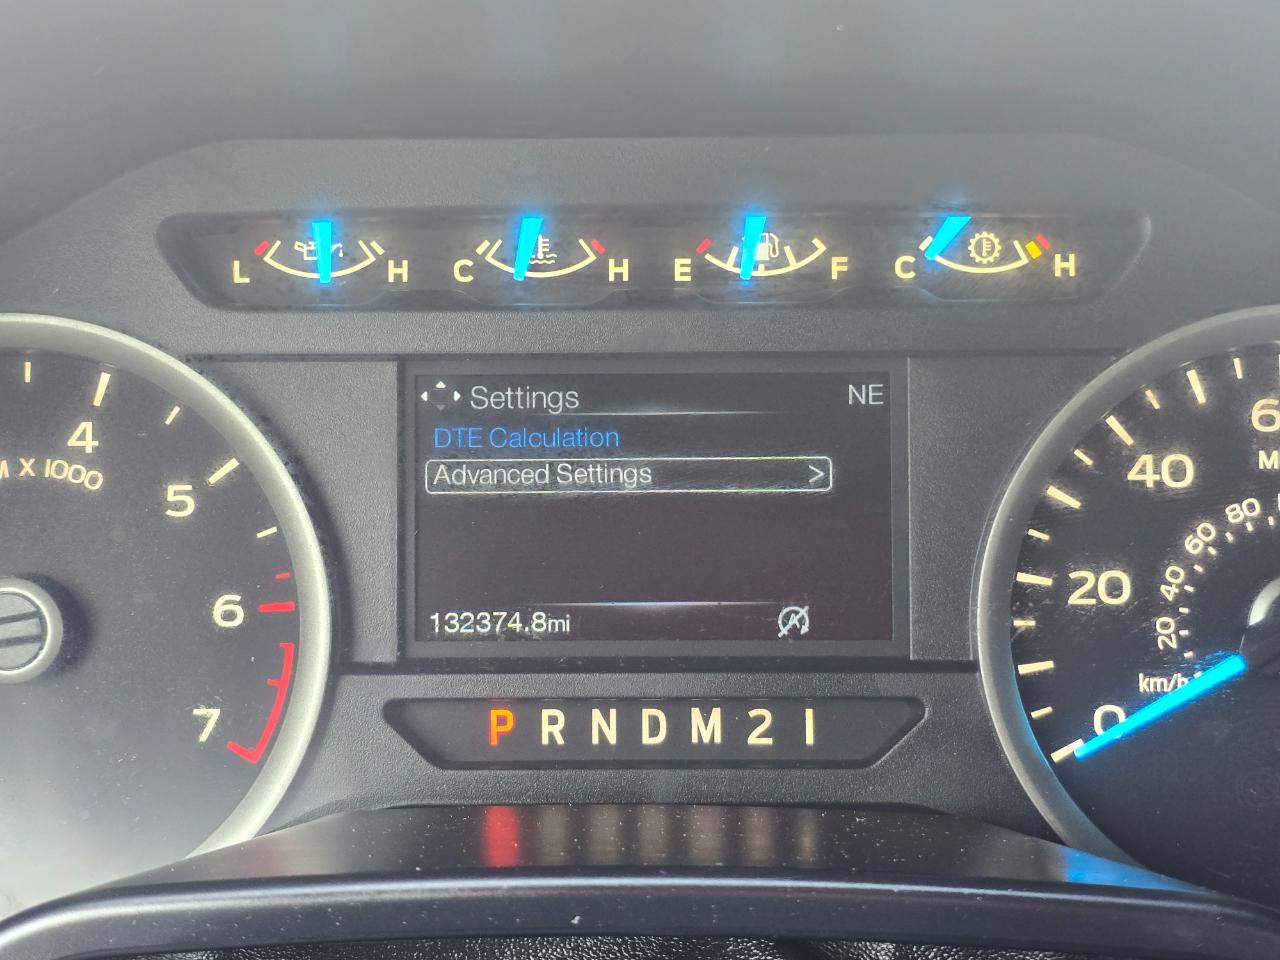 L H C H E F C H
Settings NE
DTE Calculation
Advanced Settings >
132374.8mi
P R N D M 2 1
4
X 1000
5
6
7
40
20
0
80
60
40
20
km/h